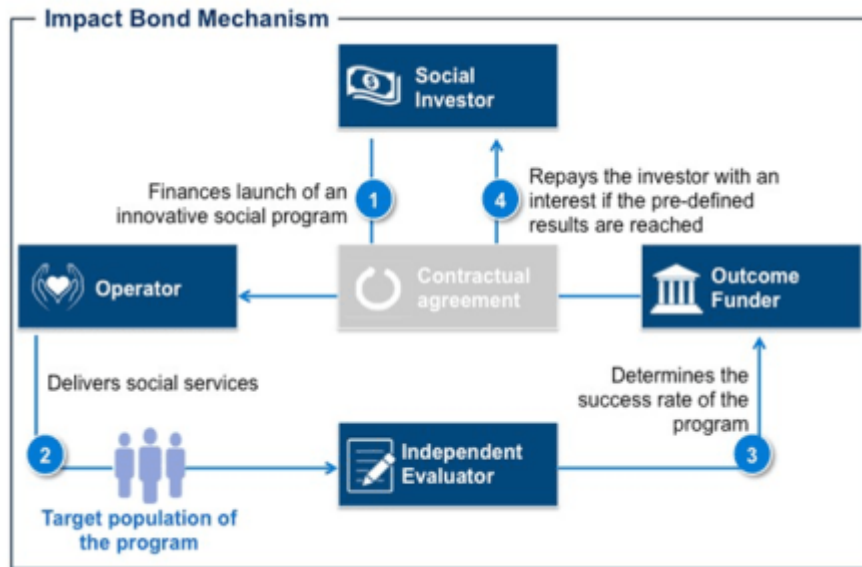 Impact Bond Mechanism
Social
Investor
Finances launch of an
innovative social program
1
4
Repays the investor with an
interest if the pre-defined
results are reached
Operator
Contractual
agreement
Outcome
Funder
Delivers social services
Determines the
success rate of the
program
2
Independent
Evaluator
3
Target population of
the program